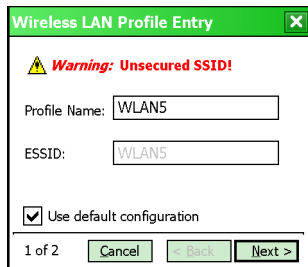 Wireless LAN Profile Entry
Warning: Unsecured SSID!
Profile Name: WLAN5
ESSID: WLAN5
Use default configuration
1 of 2 Cancel < Back Next >